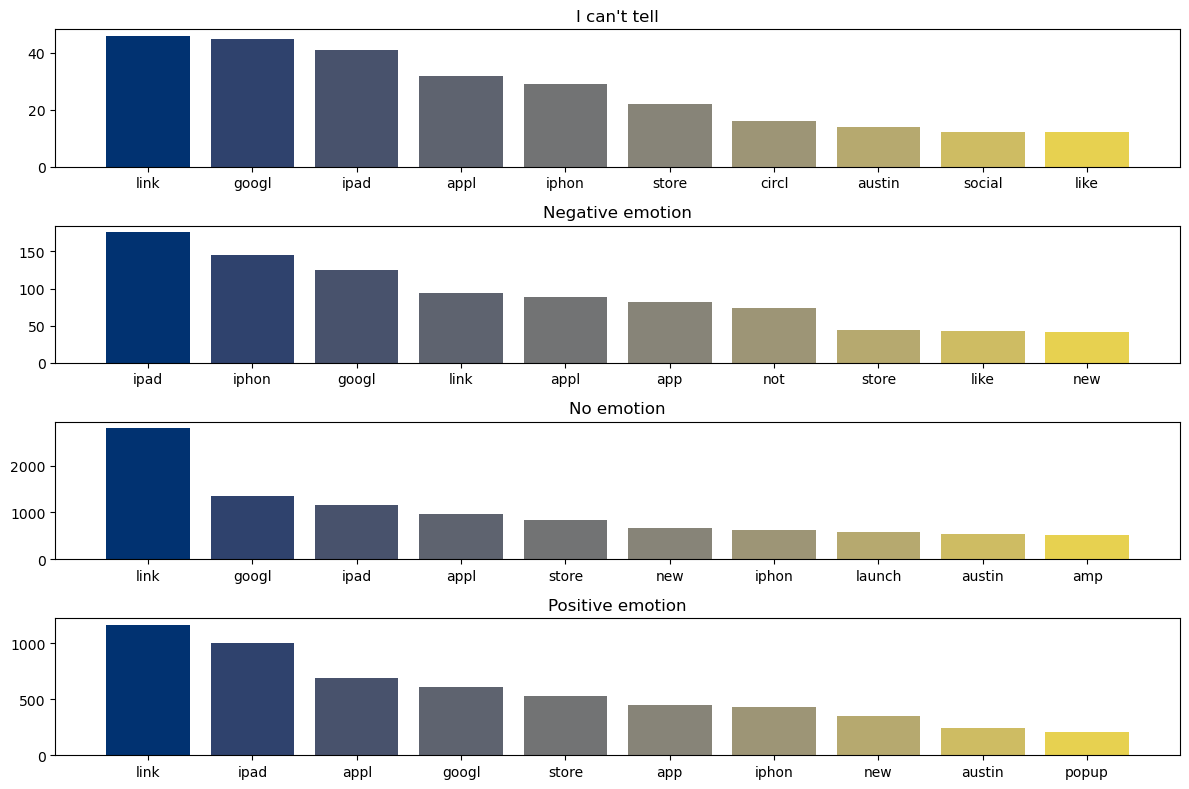 I can't tell
40
20
0
link googl ipad appl iphon store circl austin social like
Negative emotion
150
100
50
0
ipad iphon googl link appl app not store like new
No emotion
2000
1000
0
link googl ipad appl store new iphon launch austin amp
Positive emotion
1000
500
0
link ipad appl googl store app iphon new austin popup